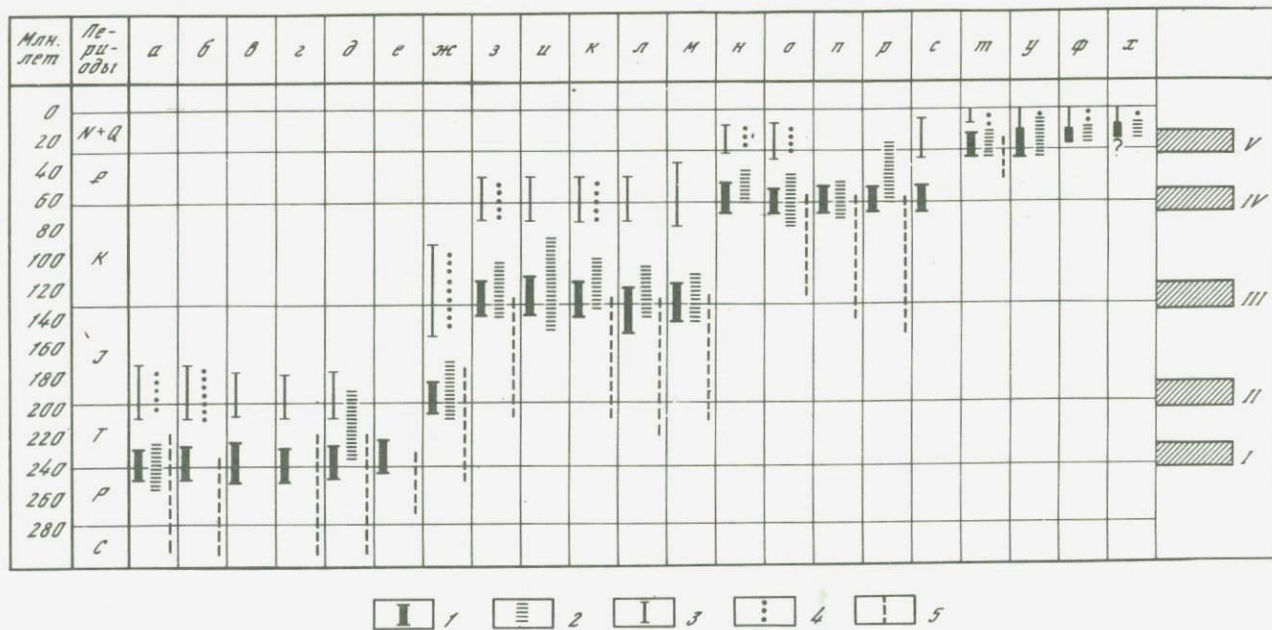 Млн. лет
Пе-ри-оды
а б в г д е ж з и к л м н о п р с т у ф х
0
N+Q
20
V
40
₽
60
IV
80
K
100
120
III
140
J
160
180
II
200
T
220
240
I
260
P
280
C
?
1 2 3 4 5